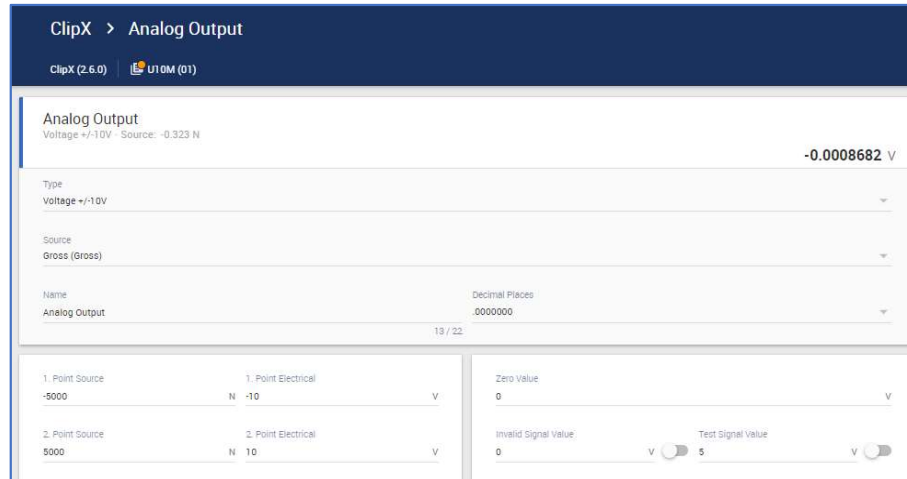 ClipX > Analog Output
ClipX (2.6.0) U10M (01)
Analog Output
Voltage +/-10V - Source: -0.323 N
-0.0008682 V
Type
Voltage +/-10V
Source
Gross (Gross)
Name
Analog Output
13 / 22
Decimal Places
.0000000
1. Point Source
-5000 N
1. Point Electrical
-10 V
2. Point Source
5000 N
2. Point Electrical
10 V
Zero Value
0 V
Invalid Signal Value
0 V
Test Signal Value
5 V